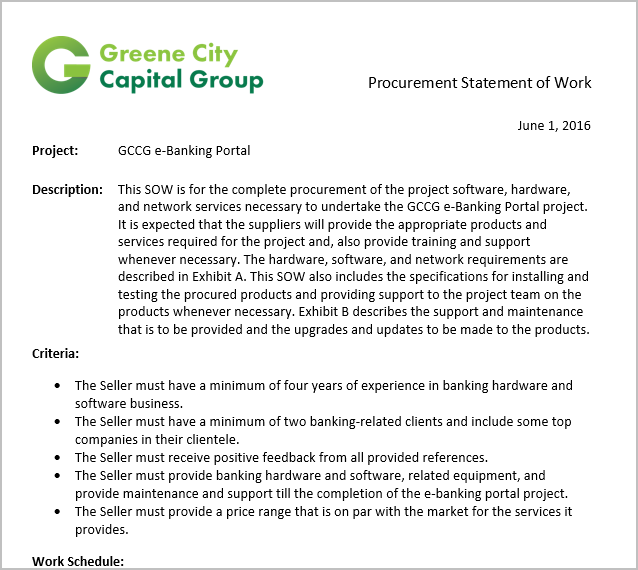 Greene City
Capital Group
Procurement Statement of Work
June 1, 2016
Project: GCCG e-Banking Portal
Description: This SOW is for the complete procurement of the project software, hardware,
and network services necessary to undertake the GCCG e-Banking Portal project.
It is expected that the suppliers will provide the appropriate products and
services required for the project and, also provide training and support
whenever necessary. The hardware, software, and network requirements are
described in Exhibit A. This SOW also includes the specifications for installing and
testing the procured products and providing support to the project team on the
products whenever necessary. Exhibit B describes the support and maintenance
that is to be provided and the upgrades and updates to be made to the products.
Criteria:
• The Seller must have a minimum of four years of experience in banking hardware and
software business.
• The Seller must have a minimum of two banking-related clients and include some top
companies in their clientele.
• The Seller must receive positive feedback from all provided references.
• The Seller must provide banking hardware and software, related equipment, and
provide maintenance and support till the completion of the e-banking portal project.
• The Seller must provide a price range that is on par with the market for the services it
provides.
Work Schedule: